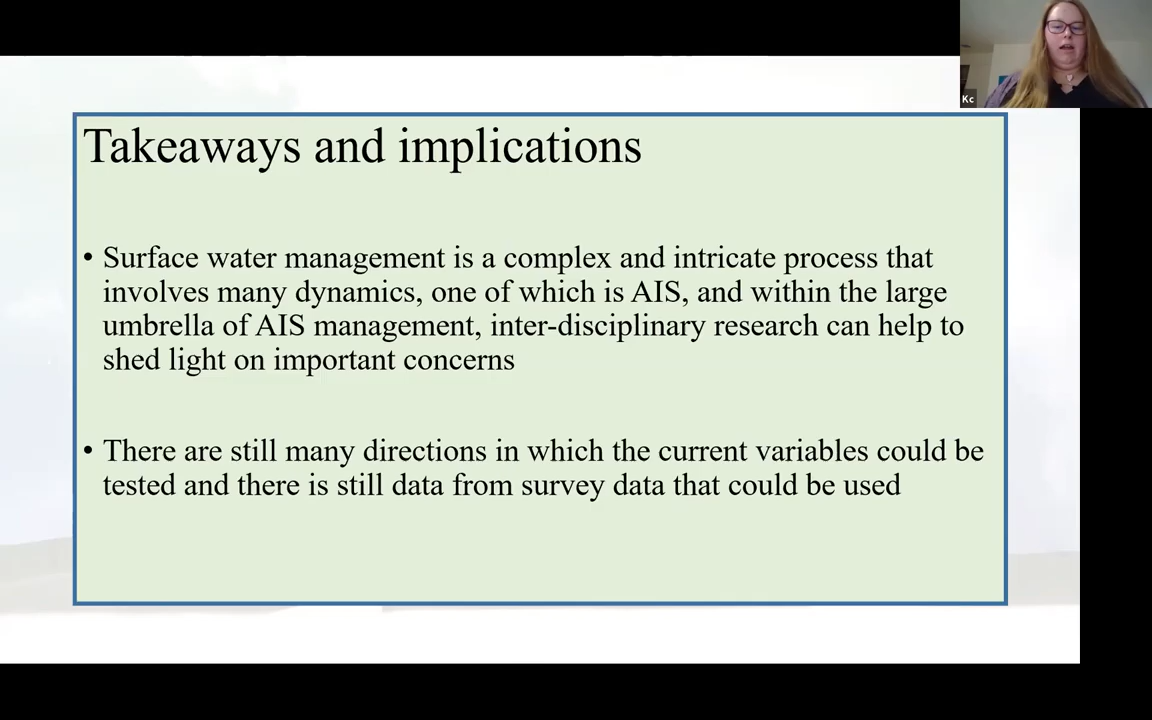 Kc
Takeaways and implications
• Surface water management is a complex and intricate process that
involves many dynamics, one of which is AIS, and within the large
umbrella of AIS management, inter-disciplinary research can help to
shed light on important concerns
• There are still many directions in which the current variables could be
tested and there is still data from survey data that could be used